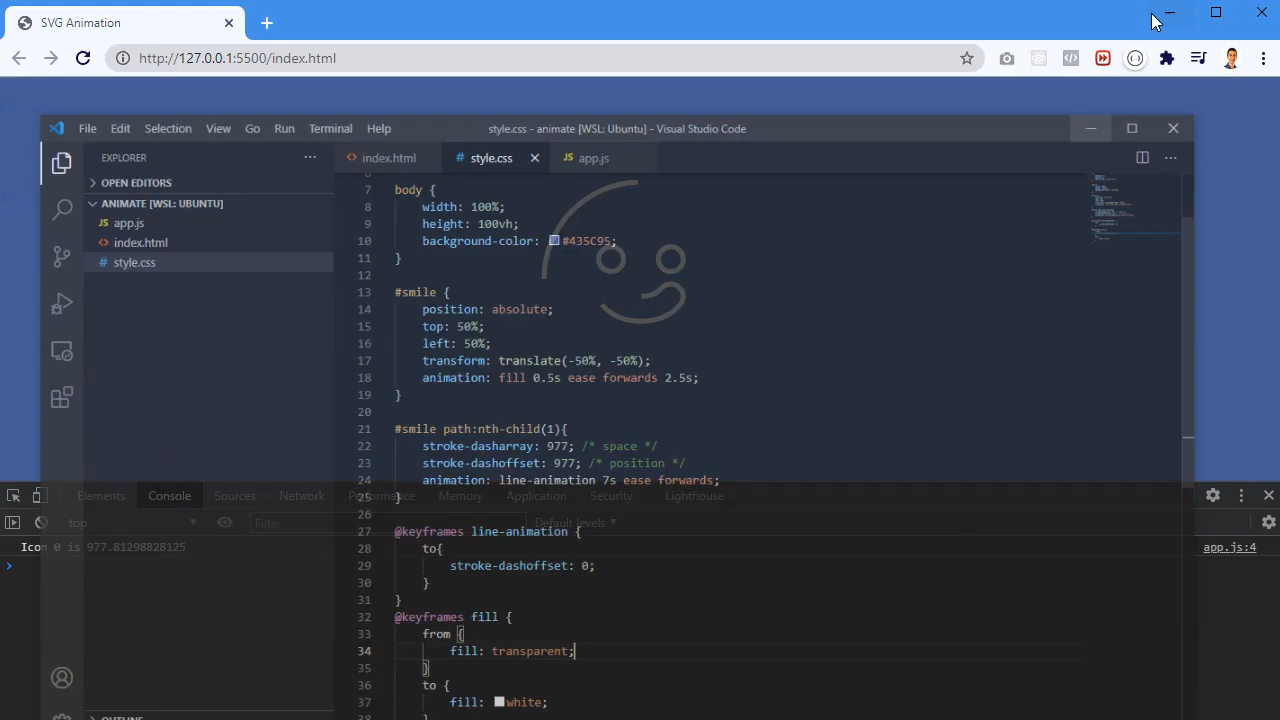 SVG Animation
http://127.0.0.1:5500/index.html
File Edit Selection View Go Run Terminal Help
style.css - animate [WSL: Ubuntu] - Visual Studio Code
EXPLORER
OPEN EDITORS
ANIMATE [WSL: UBUNTU]
app.js
index.html
style.css
index.html style.css app.js
6
7 body {
8 width: 100%;
9 height: 100vh;
10 background-color: #435C95;
11 }
12
13 #smile {
14 position: absolute;
15 top: 50%;
16 left: 50%;
17 transform: translate(-50%, -50%);
18 animation: fill 0.5s ease forwards 2.5s;
19 }
20
21 #smile path:nth-child(1){
22 stroke-dasharray: 977; /* space */
23 stroke-dashoffset: 977; /* position */
24 animation: line-animation 7s ease forwards;
25 }
26
27 @keyframes line-animation {
28 to{
29 stroke-dashoffset: 0;
30 }
31 }
32 @keyframes fill {
33 from {
34 fill: transparent;
35 }
36 to {
37 fill: white;
38 }
OUTLINE
Elements Console Sources Network Performance Memory Application Security Lighthouse
top Filter Default levels
Icon 0 is 977.81298828125 app.js:4